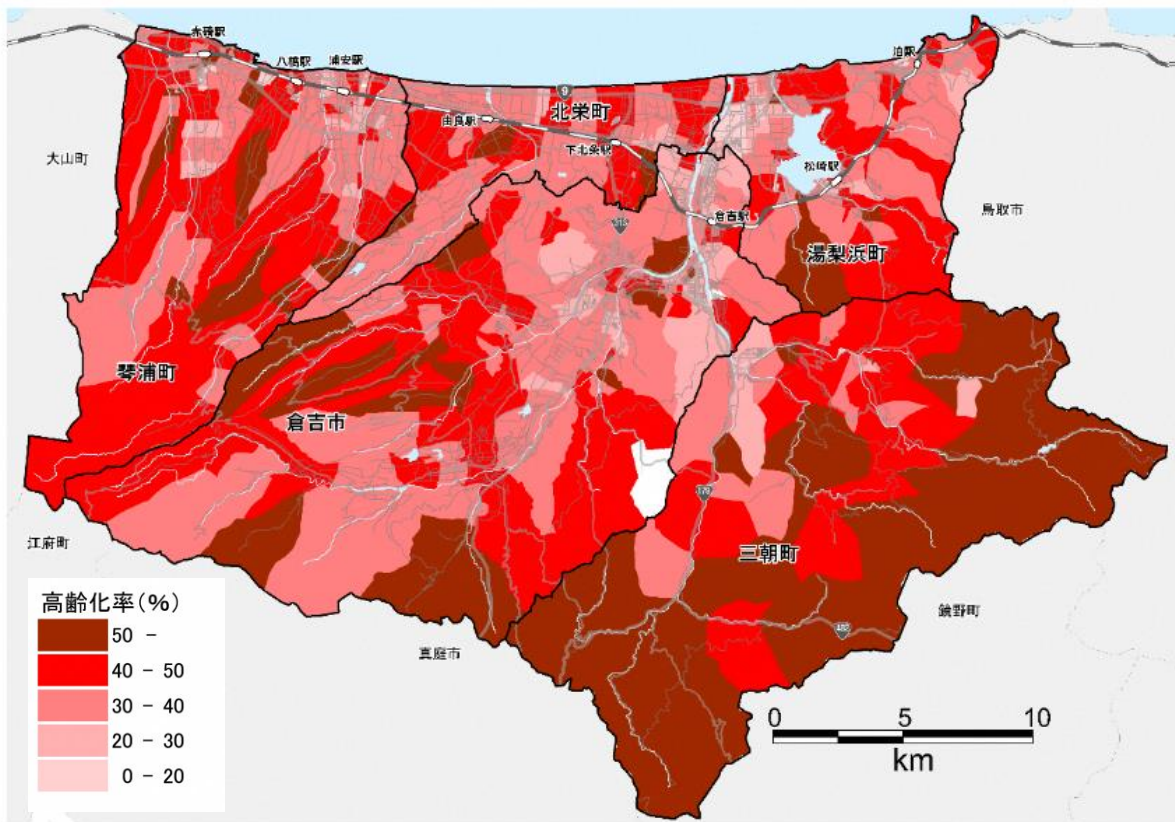 赤碕駅
八橋駅
浦安駅
泊駅
9
北栄町
由良駅
下北条駅
大山町
松崎駅
鳥取市
倉吉駅
湯梨浜町
琴浦町
倉吉市
179
三朝町
江府町
鏡野町
482
真庭市
高齢化率(%)
50 -
40 - 50
30 - 40
20 - 30
0 - 20
0 5 10
km